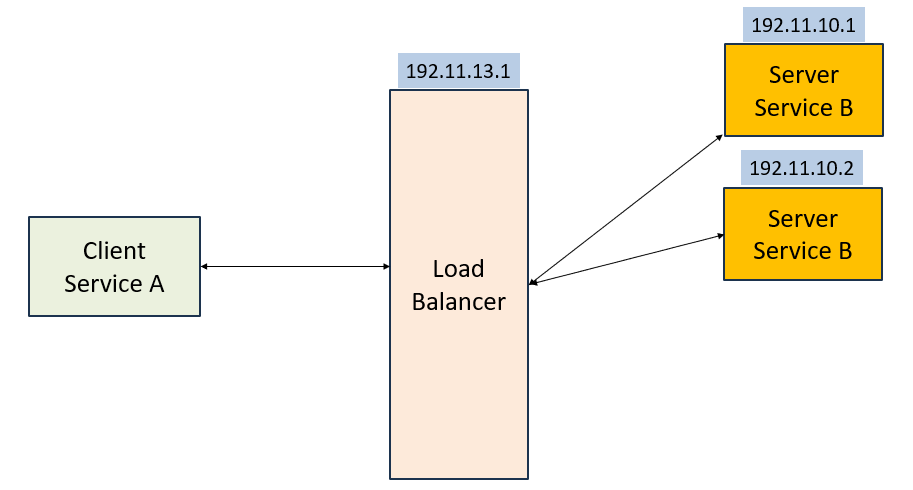 192.11.10.1
192.11.13.1
Server
Service B
192.11.10.2
Server
Service B
Client
Service A
Load
Balancer